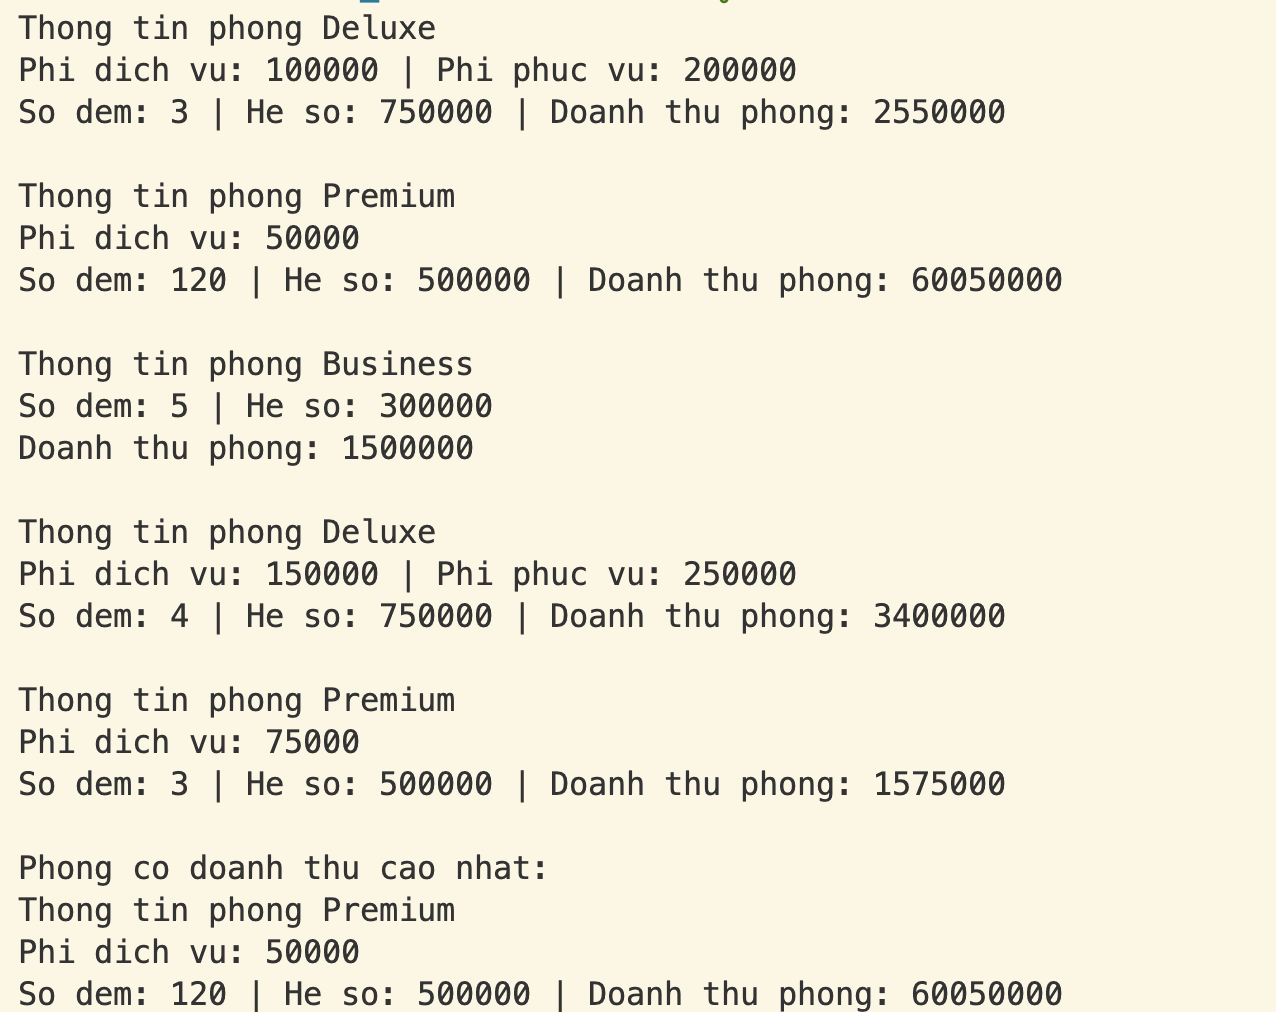 Thong tin phong Deluxe
Phi dich vu: 100000 | Phi phuc vu: 200000
So dem: 3 | He so: 750000 | Doanh thu phong: 2550000
Thong tin phong Premium
Phi dich vu: 50000
So dem: 120 | He so: 500000 | Doanh thu phong: 60050000
Thong tin phong Business
So dem: 5 | He so: 300000
Doanh thu phong: 1500000
Thong tin phong Deluxe
Phi dich vu: 150000 | Phi phuc vu: 250000
So dem: 4 | He so: 750000 | Doanh thu phong: 3400000
Thong tin phong Premium
Phi dich vu: 75000
So dem: 3 | He so: 500000 | Doanh thu phong: 1575000
Phong co doanh thu cao nhat:
Thong tin phong Premium
Phi dich vu: 50000
So dem: 120 | He so: 500000 | Doanh thu phong: 60050000